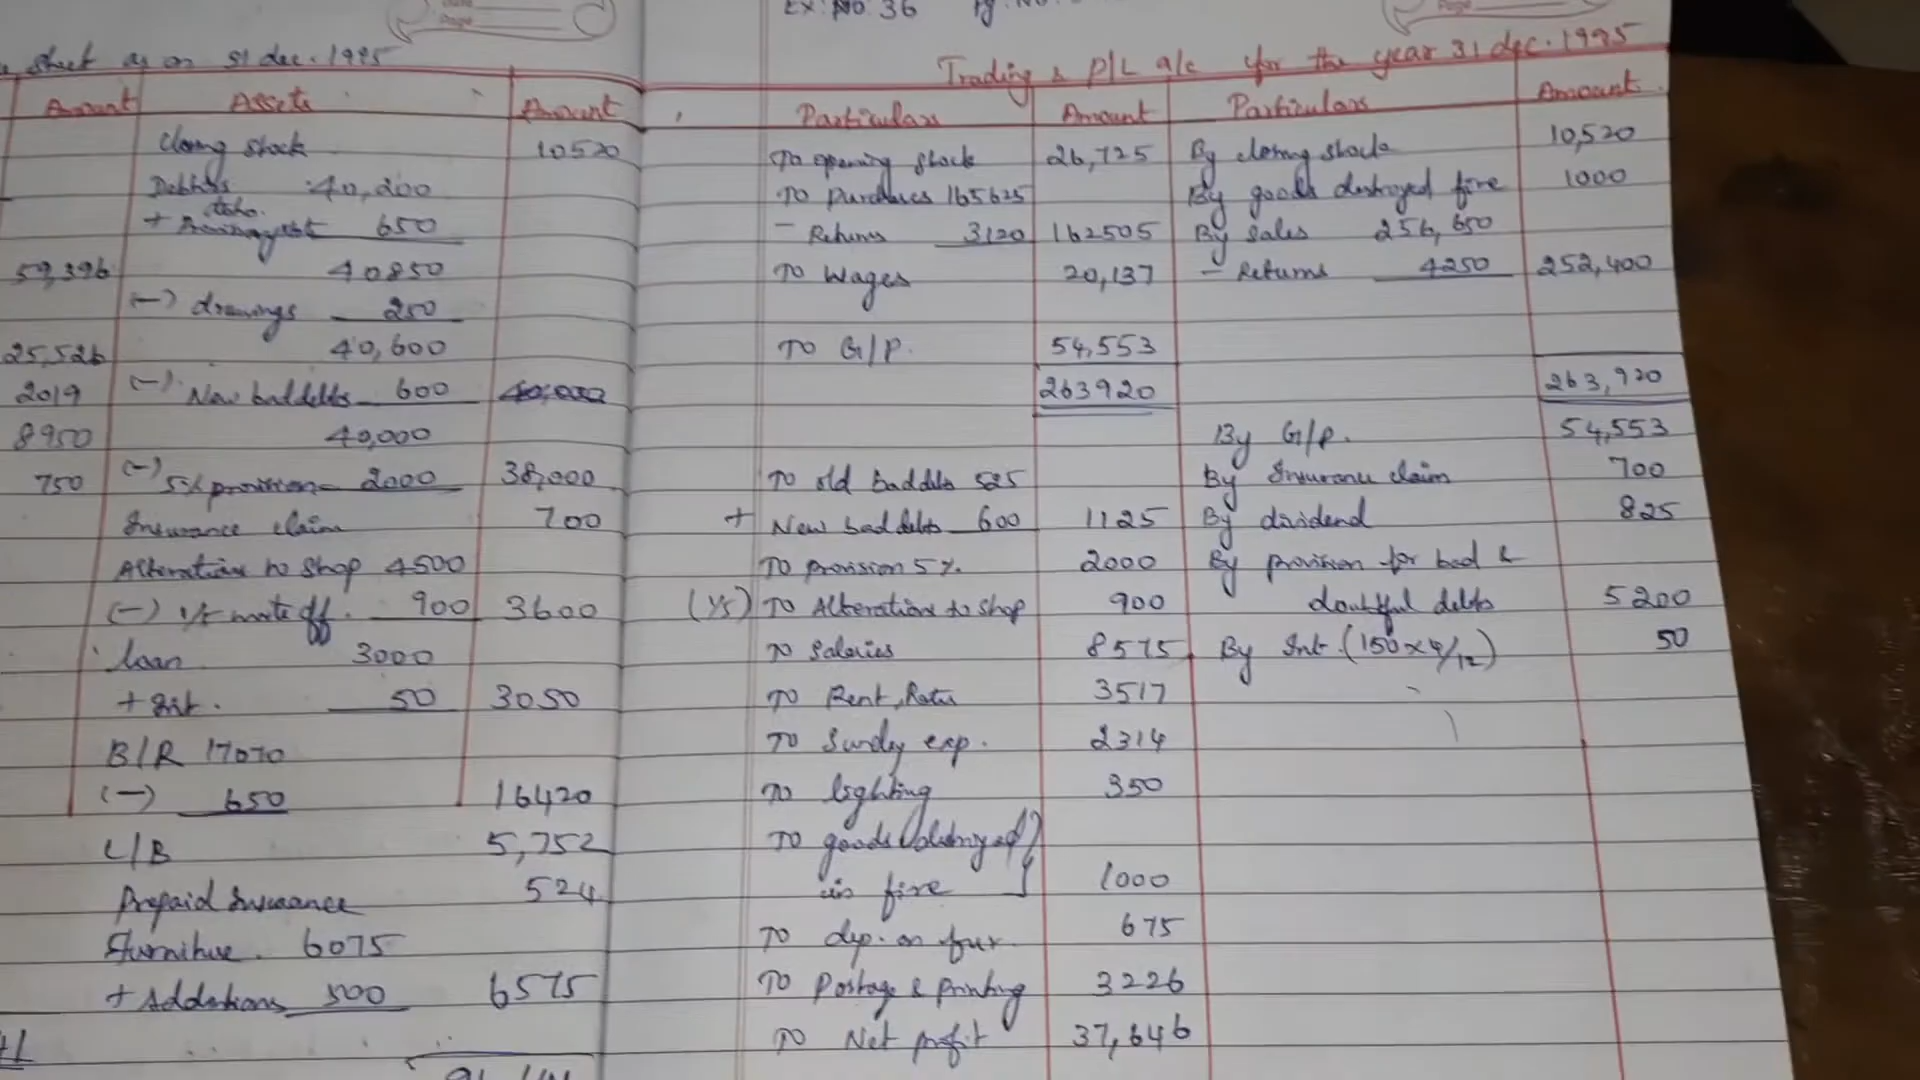 Ex. No. 36
Sheet as on 31 dec. 1995
Amount Assets Amount
Closing Stock 10520
Debtors 40,200
+ 650
59,396 40850
(-) drawings 250
25,526 40,600
2019 (-) New baddebts 600 40,000
8950 40,000
750 (-) 5% provision 2000 38,000
Insurance claim 700
Alteration to Shop 4500
(-) 1/5 write off. 900 3600
loan 3000
+ Int. 50 3050
B/R 17070
(-) 650 16420
L/B 5,752
Prepaid Insurance 524
Furniture. 6075
+ Additions 500 6575
Trading & P/L a/c for the year 31 dec. 1995
Particulars Amount Particulars Amount
To opening stock 26,725 By closing stock 10,520
To Purchases 165625 By goods destroyed fire 1000
- Returns 3120 162505 By Sales 256,650
To Wages 20,137 - Returns 4250 252,400
To G/P. 54,553
263920 263,920
By G/P. 54,553
To old baddebts 525 By Insurance claim 700
+ New baddebts 600 1125 By dividend 825
To provision 5% 2000 By provision for bad &
(1/5) To Alteration to Shop 900 doubtful debts 5200
To Salaries 8575 By Int. (150x4/12) 50
To Rent, Rates 3517
To Sundry exp. 2314
To lighting 350
To goods destroyed }
in fire } 1000
To dep. on fur. 675
To Postage & Printing 3226
To Net profit 37,646